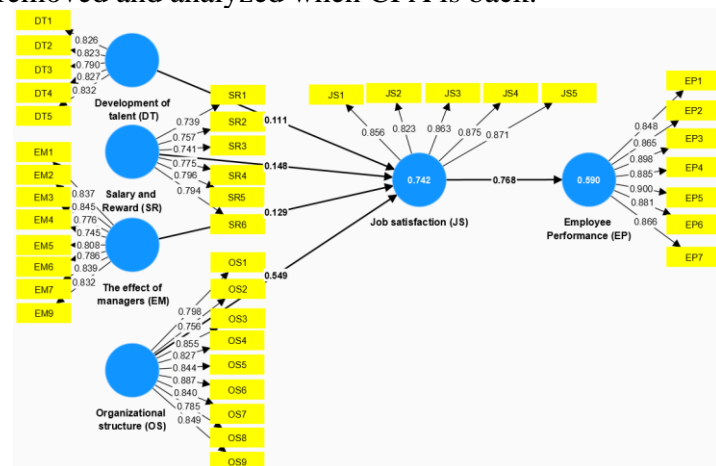 removed and analyzed when is back.
DT1
DT2
DT3
DT4
DT5
0.826
0.823
0.790
0.827
0.832
Development of
talent (DT)
SR1
SR2
SR3
SR4
SR5
SR6
0.739
0.757
0.741
0.775
0.796
0.794
Salary and
Reward (SR)
EM1
EM2
EM3
EM4
EM5
EM6
EM7
EM9
0.837
0.845
0.776
0.745
0.808
0.786
0.839
0.832
The effect of
managers (EM)
OS1
OS2
OS3
OS4
OS5
OS6
OS7
OS8
OS9
0.798
0.756
0.855
0.827
0.844
0.887
0.840
0.785
0.849
Organizational
structure (OS)
0.111
0.148
0.129
0.549
JS1
JS2
JS3
JS4
JS5
0.856
0.823
0.863
0.875
0.871
0.742
Job satisfaction (JS)
0.768
0.590
Employee
Performance (EP)
EP1
EP2
EP3
EP4
EP5
EP6
EP7
0.848
0.865
0.898
0.885
0.900
0.881
0.866